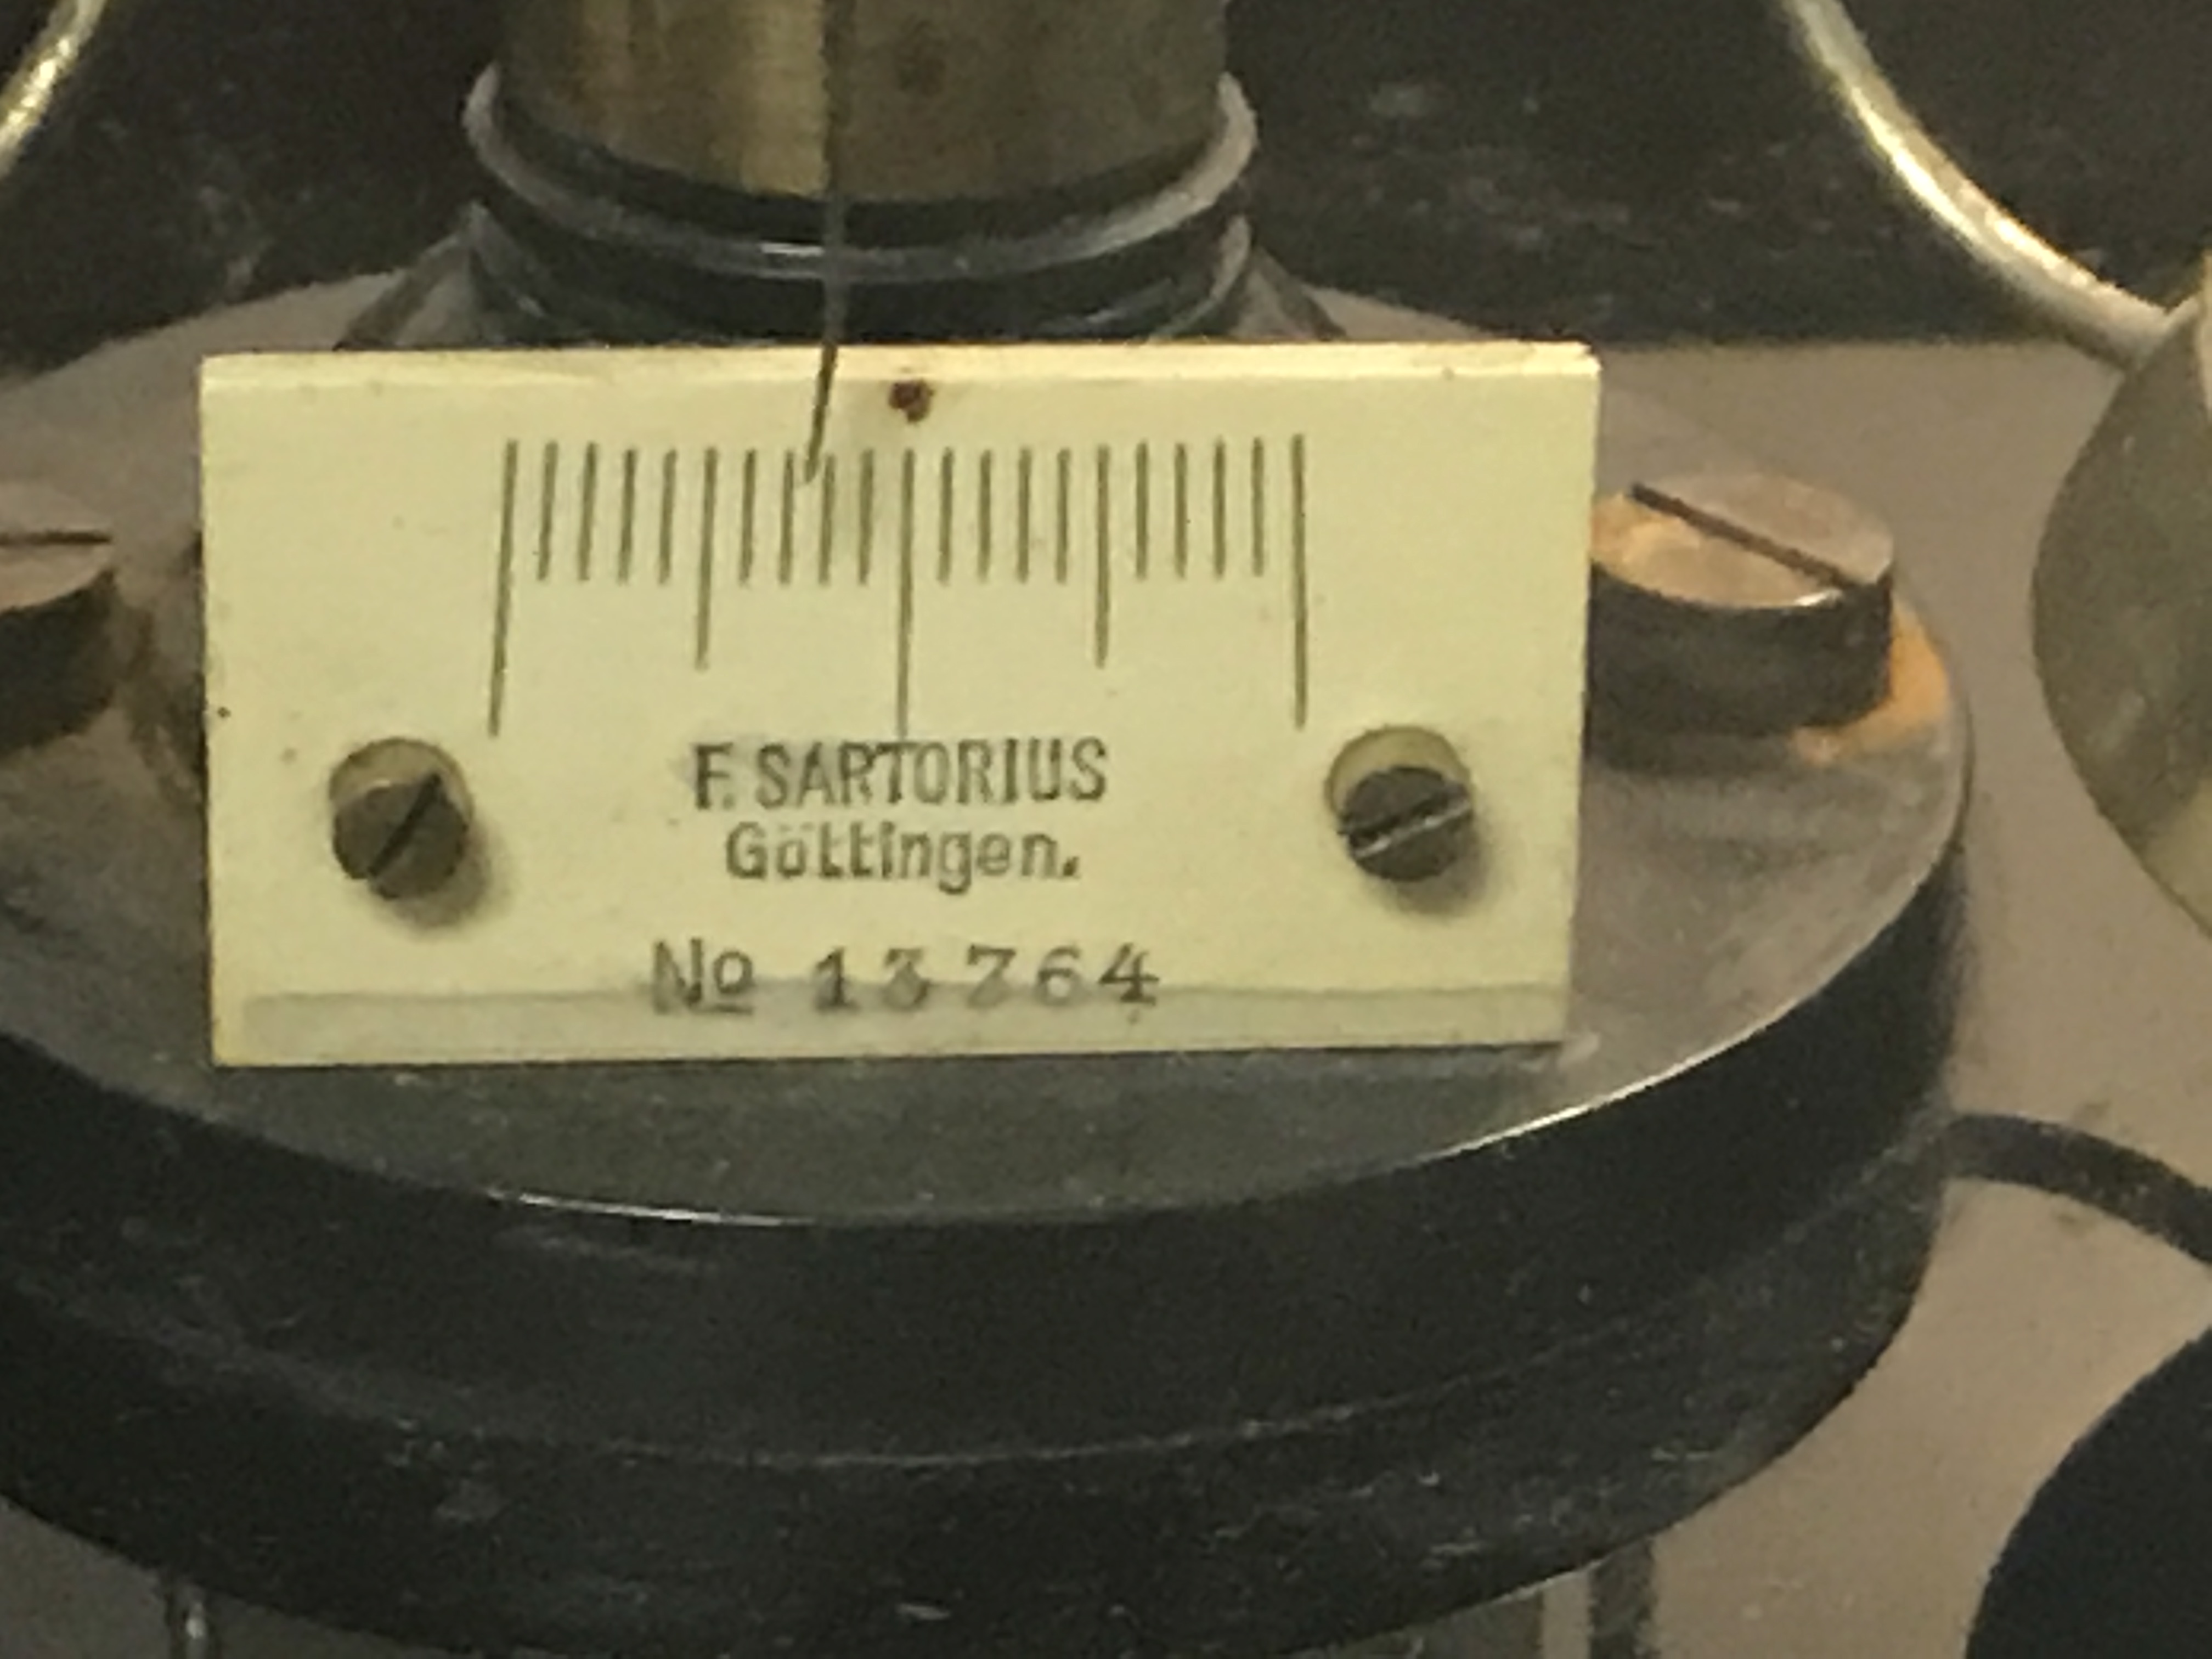 F. SARTORIUS
Göttingen.
No 13764